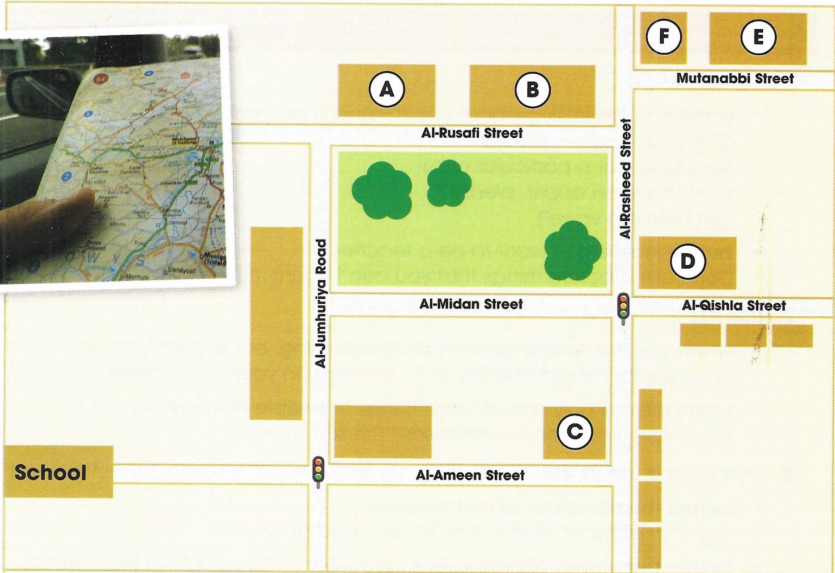 F
E
Mutanabbi Street
A
B
Al-Rusafi Street
Al-Rasheed Street
D
Al-Jumhuriya Road
Al-Midan Street
Al-Qishla Street
C
School
Al-Ameen Street